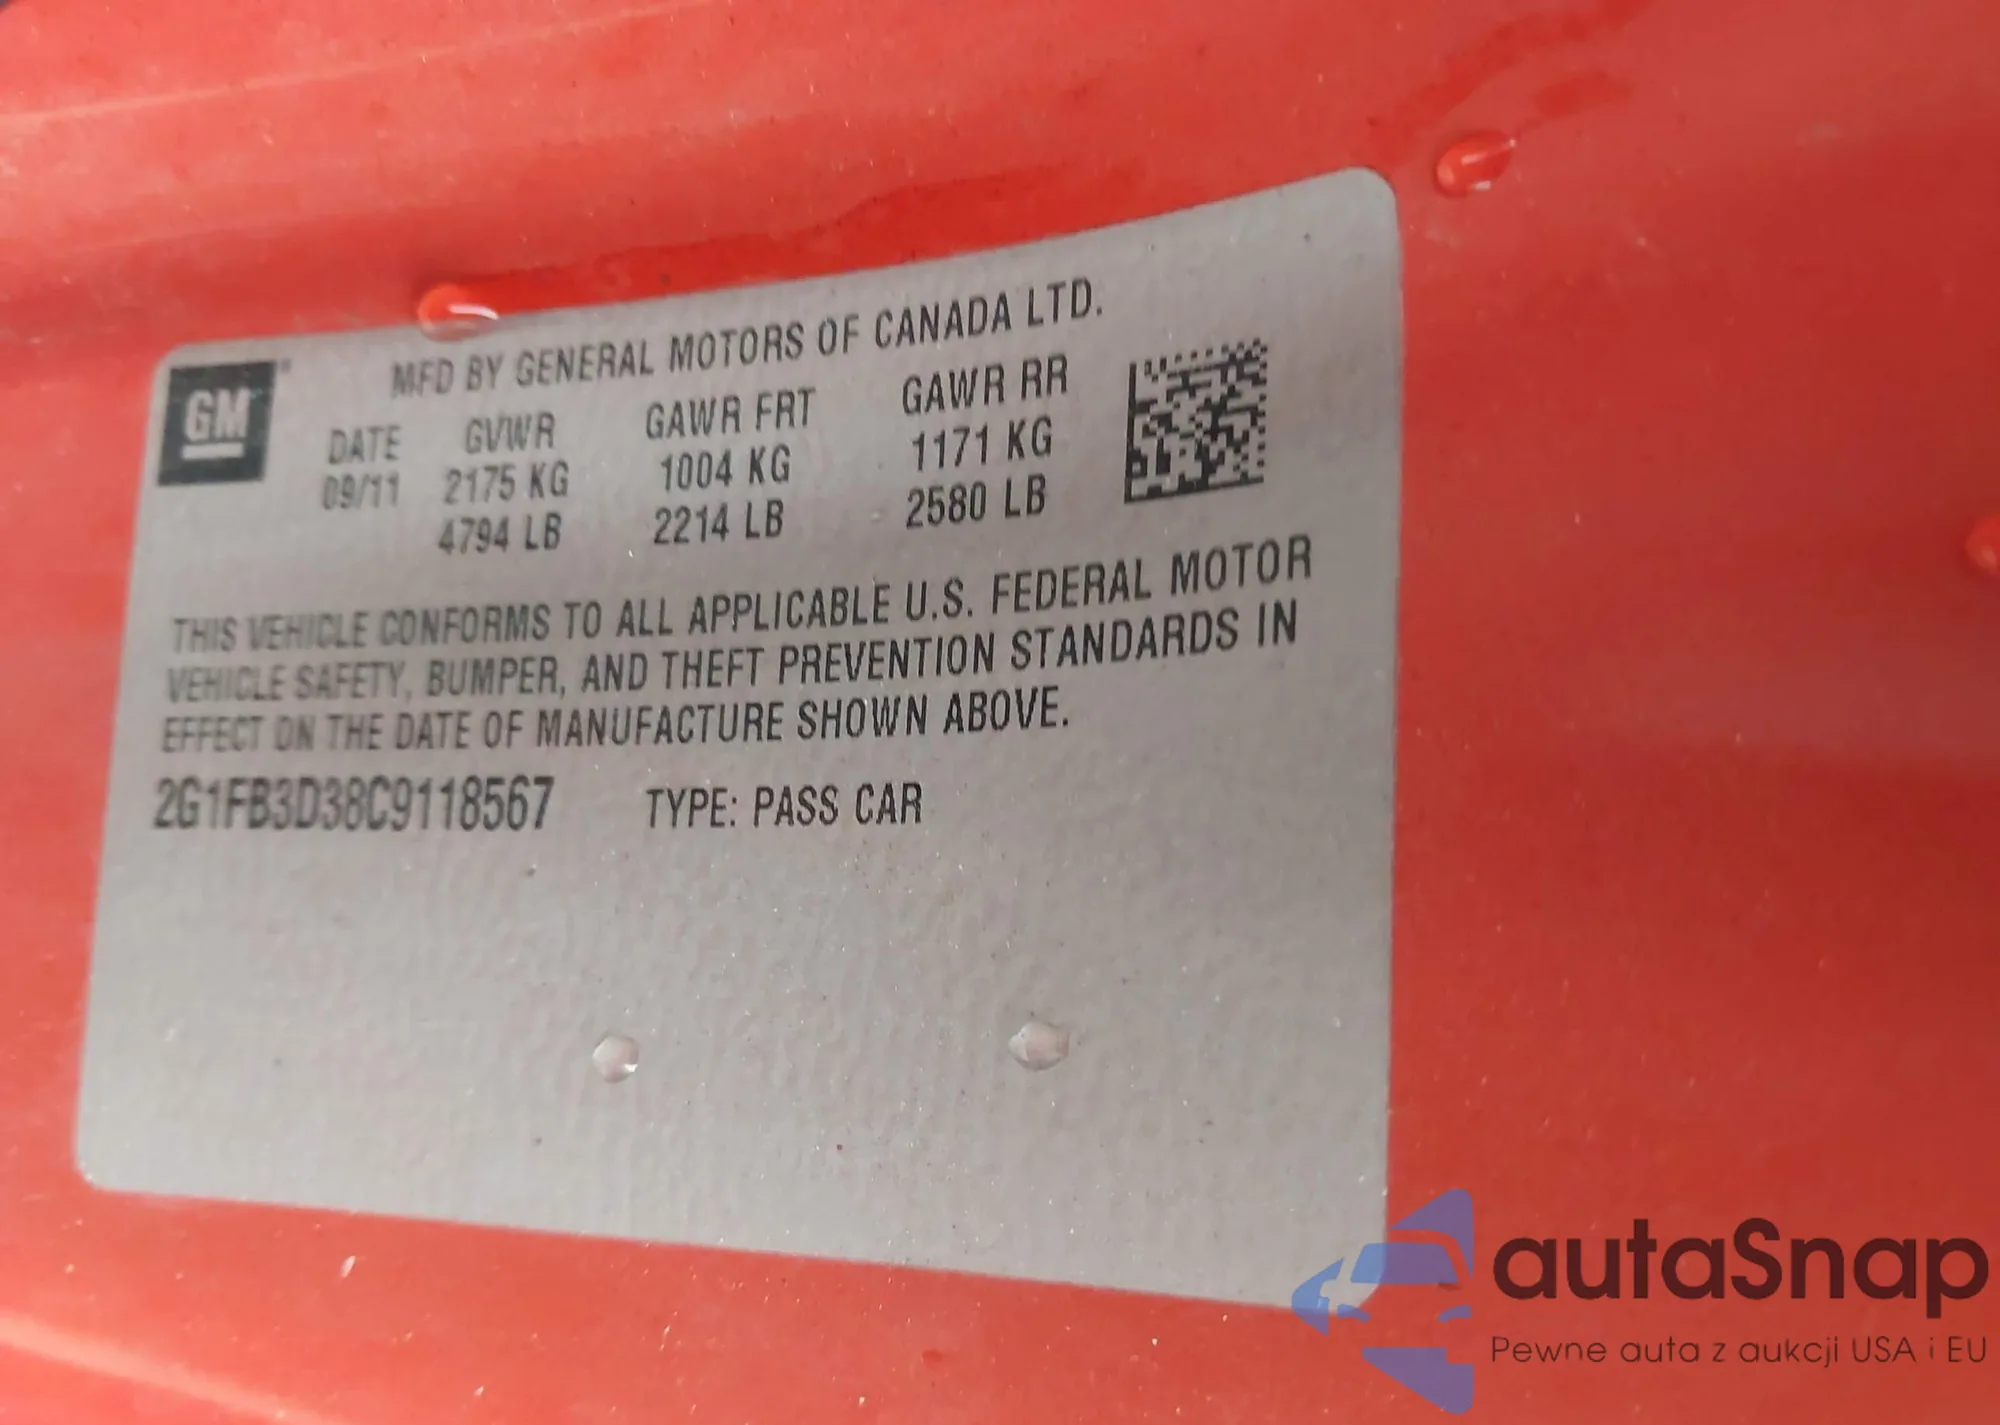 GM
MFD BY GENERAL MOTORS OF CANADA LTD.
DATE GVWR GAWR FRT GAWR RR
09/11 2175 KG 1004 KG 1171 KG
4794 LB 2214 LB 2580 LB
THIS VEHICLE CONFORMS TO ALL APPLICABLE U.S. FEDERAL MOTOR
VEHICLE SAFETY, BUMPER, AND THEFT PREVENTION STANDARDS IN
EFFECT ON THE DATE OF MANUFACTURE SHOWN ABOVE.
2G1FB3D38C9118567 TYPE: PASS CAR
autaSnap
Pewne auta z aukcji USA i EU